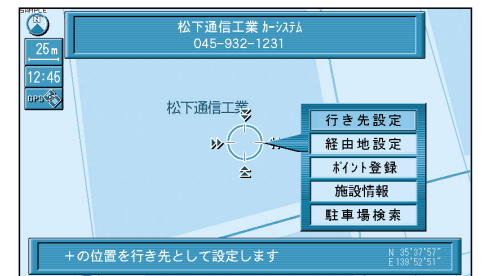 SAMPLE
N
松下通信工業 カーシステム
045-932-1231
25m
12:45
GPS
松下通信工業
行き先設定
経由地設定
ポイント登録
施設情報
駐車場検索
+の位置を行き先として設定します
N 35°37'57"
E 139°52'51"